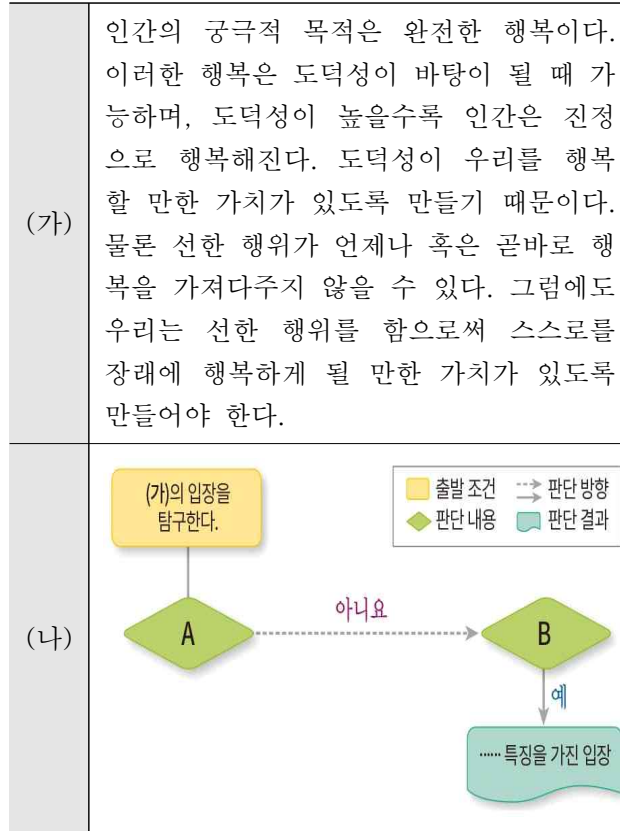 (가)
인간의 궁극적 목적은 완전한 행복이다.
이러한 행복은 도덕성이 바탕이 될 때 가
능하며, 도덕성이 높을수록 인간은 진정
으로 행복해진다. 도덕성이 우리를 행복
할 만한 가치가 있도록 만들기 때문이다.
물론 선한 행위가 언제나 혹은 곧바로 행
복을 가져다주지 않을 수 있다. 그럼에도
우리는 선한 행위를 함으로써 스스로를
장래에 행복하게 될 만한 가치가 있도록
만들어야 한다.
(나)
(가)의 입장을
탐구한다.
출발 조건 판단 방향
판단 내용 판단 결과
A 아니요 B
예
······ 특징을 가진 입장